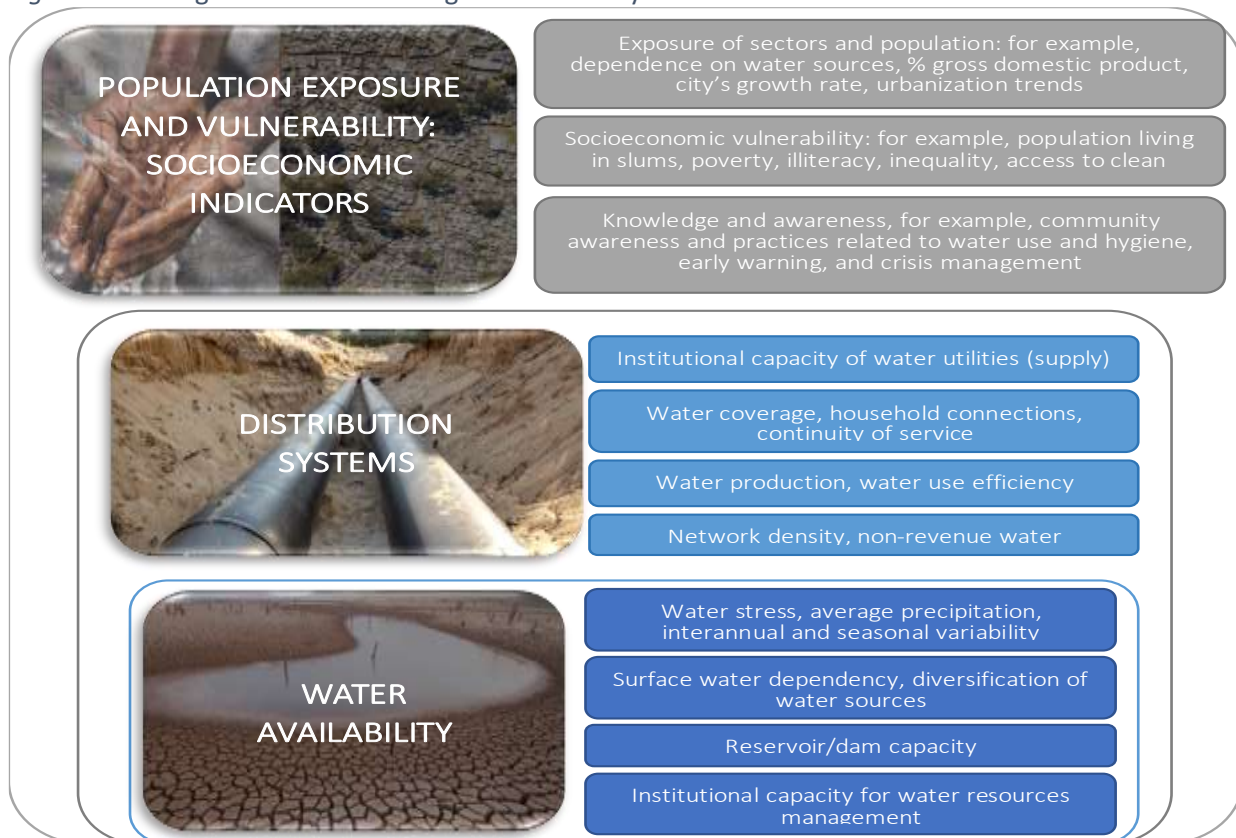 POPULATION EXPOSURE
AND VULNERABILITY:
SOCIOECONOMIC
INDICATORS
Exposure of sectors and population: for example,
dependence on water sources, % gross domestic product,
city's growth rate, urbanization trends
Socioeconomic vulnerability: for example, population living
in slums, poverty, illiteracy, inequality, access to clean
Knowledge and awareness, for example, community
awareness and practices related to water use and hygiene,
early warning, and crisis management
DISTRIBUTION
SYSTEMS
Institutional capacity of water utilities (supply)
Water coverage, household connections,
continuity of service
Water production, water use efficiency
Network density, non-revenue water
WATER
AVAILABILITY
Water stress, average precipitation,
interannual and seasonal variability
Surface water dependency, diversification of
water sources
Reservoir/dam capacity
Institutional capacity for water resources
management